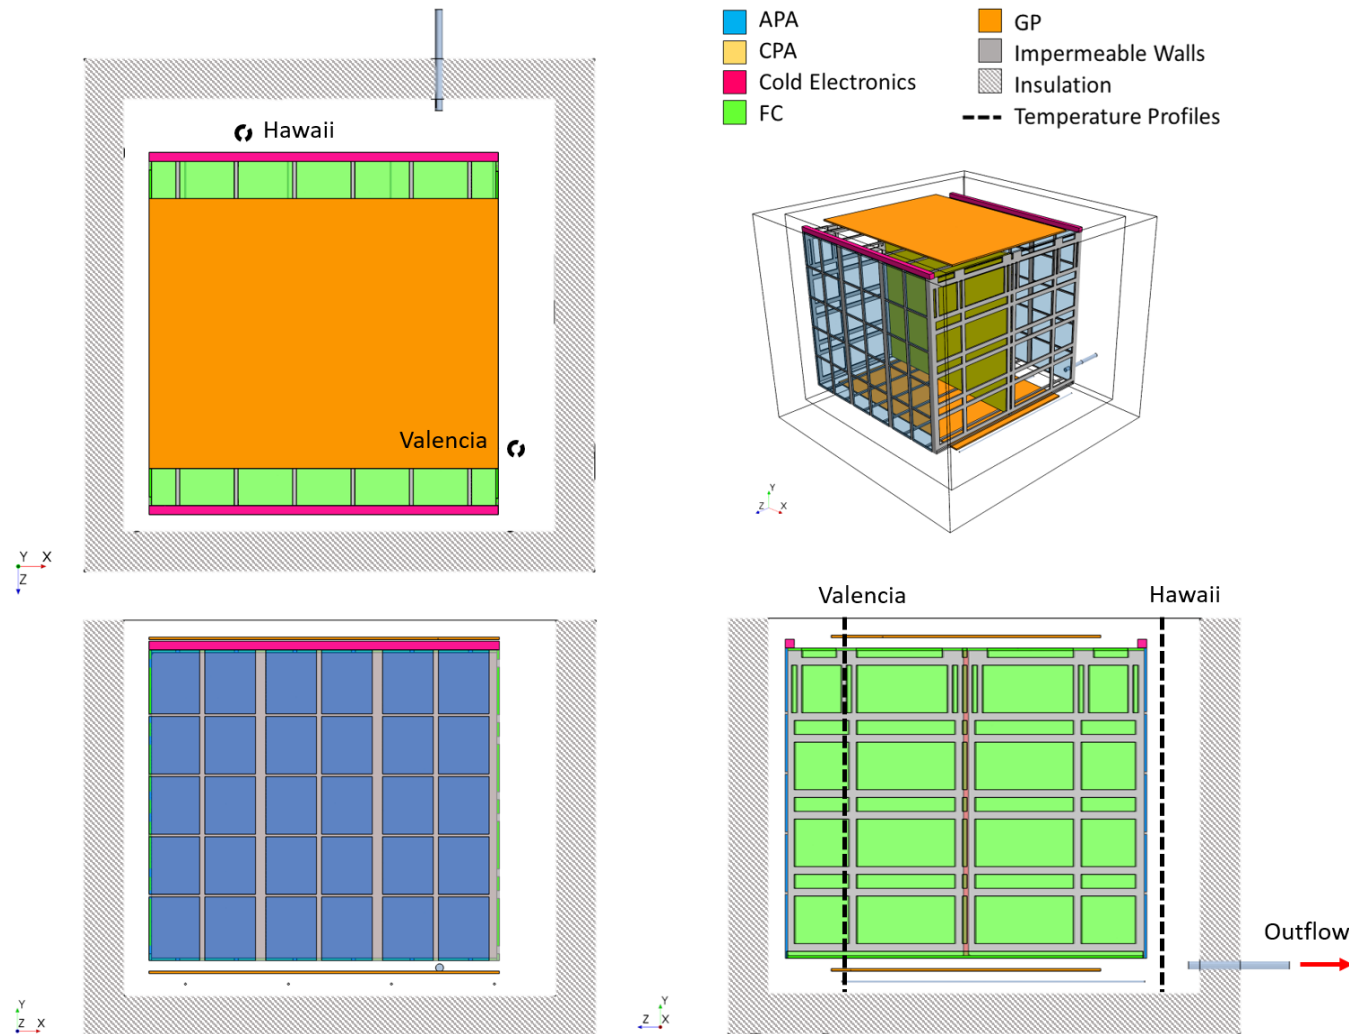 APA
CPA
Cold Electronics
FC
GP
Impermeable Walls
Insulation
Temperature Profiles
Hawaii
Valencia
Y X
Z
Y
Z X
Valencia
Hawaii
Outflow
Y
Z X
Y
Z X